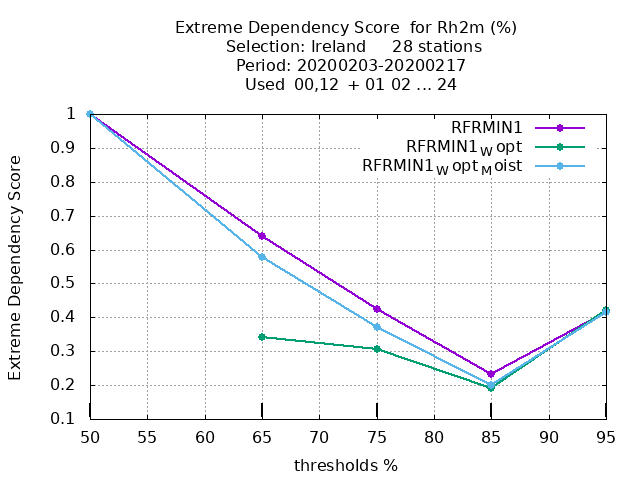 Extreme Dependency Score for Rh2m (%)
Selection: Ireland 28 stations
Period: 20200203-20200217
Used 00,12 + 01 02 ... 24
RFRMIN1
RFRMIN1Wopt
RFRMIN1WoptMoist
Extreme Dependency Score
1
0.9
0.8
0.7
0.6
0.5
0.4
0.3
0.2
0.1
50 55 60 65 70 75 80 85 90 95
thresholds %